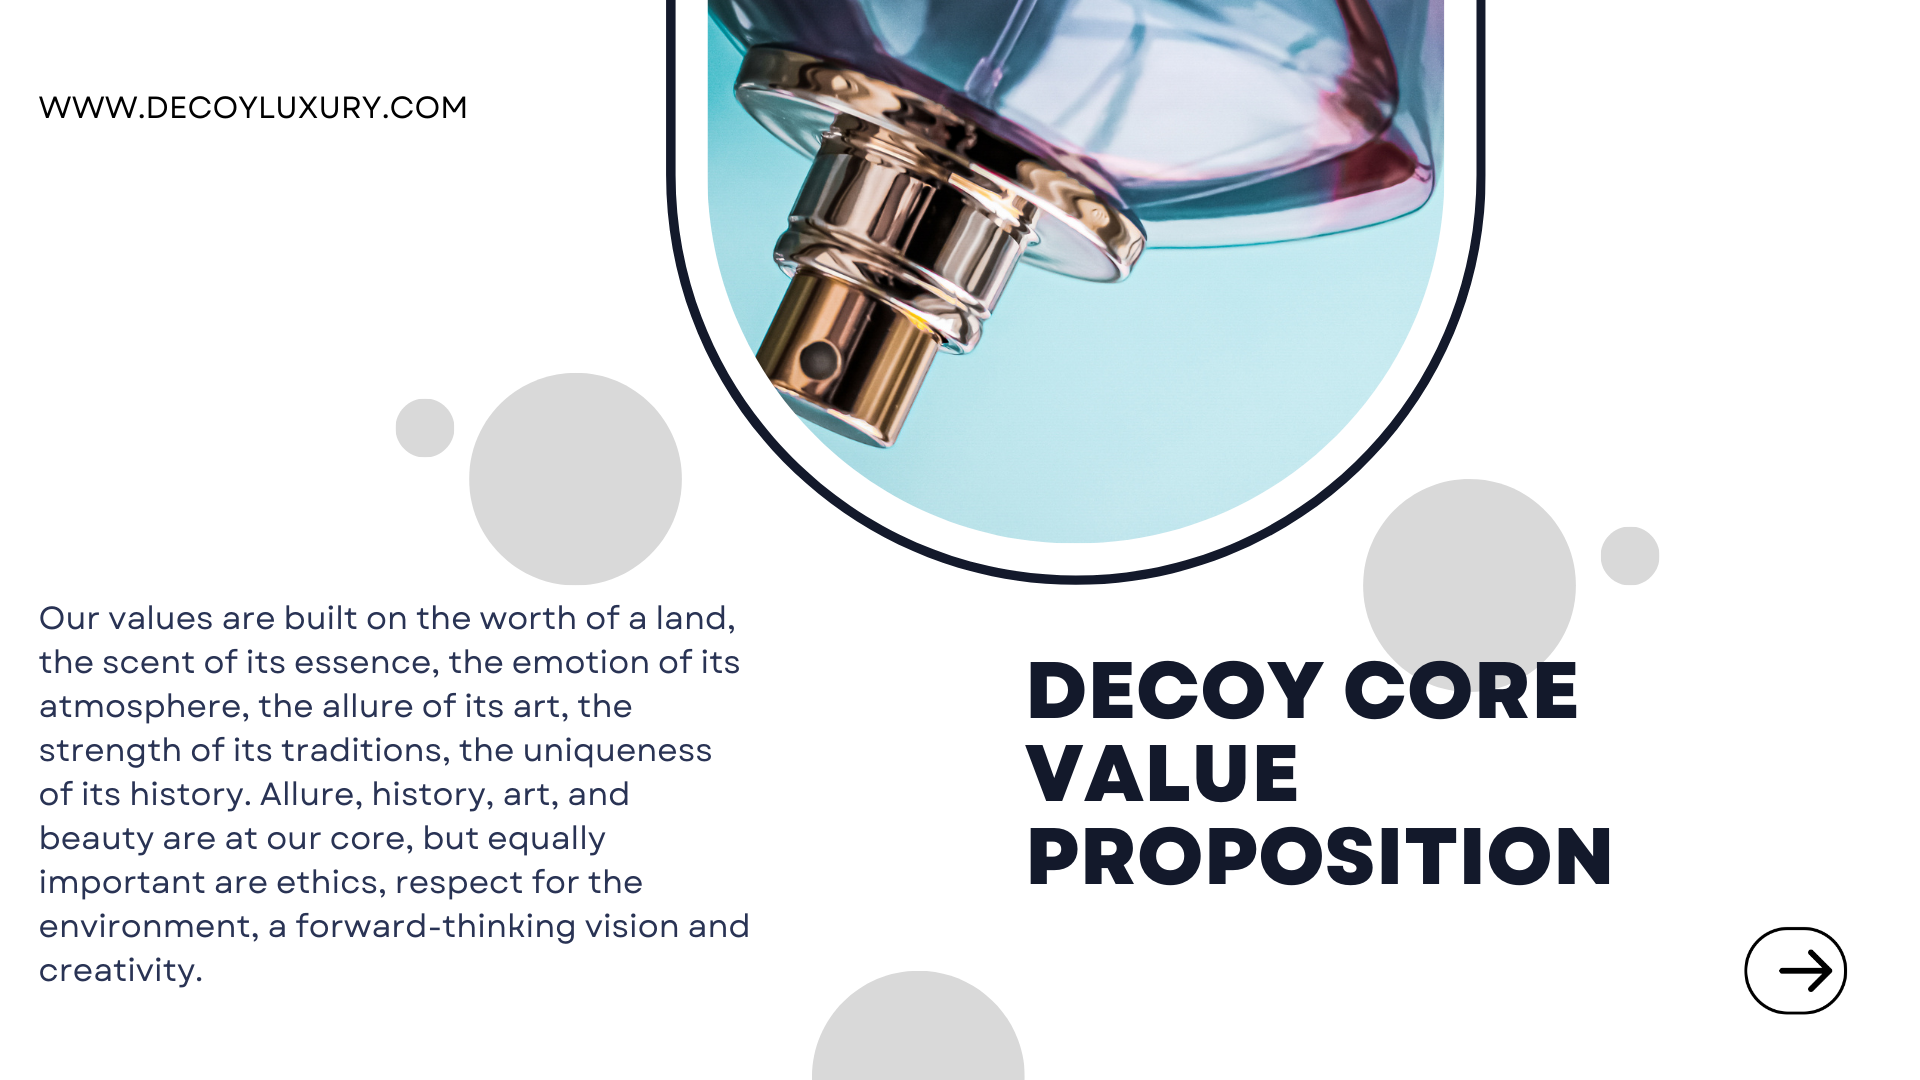 WWW.DECOYLUXURY.COM
Our values are built on the worth of a land,
the scent of its essence, the emotion of its
atmosphere, the allure of its art, the
strength of its traditions, the uniqueness
of its history. Allure, history, art, and
beauty are at our core, but equally
important are ethics, respect for the
environment, a forward-thinking vision and
creativity.
DECOY CORE
VALUE
PROPOSITION